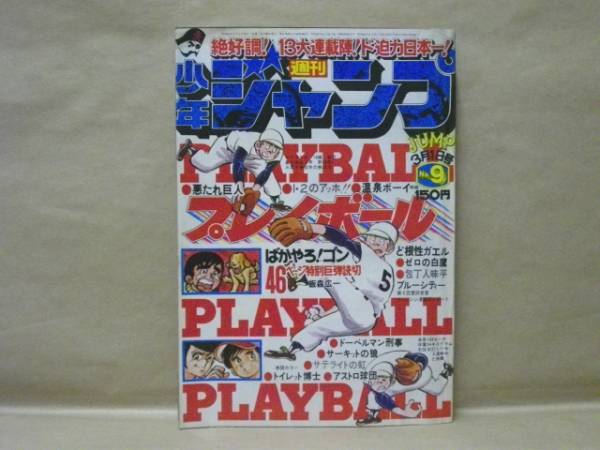 絶好調! 13大連載陣!ド迫力日本一!
週刊
少年ジャンプ
JUMP
3月1日号
No.9
150円
PLAYBALL
●悪たれ巨人
●1・2のアッホ!!
●温泉ボーイ
プレイボール
ばかやろ!ゴン
46ページ特別巨弾読切
飯森広一
ど根性ガエル
●ゼロの白鷹
●包丁人味平
ブルーシティー
5
PLAYBALL
●ドーベルマン刑事
●サーキットの狼
●サテライトの虹
●トイレット博士
●アストロ球団
PLAYBALL